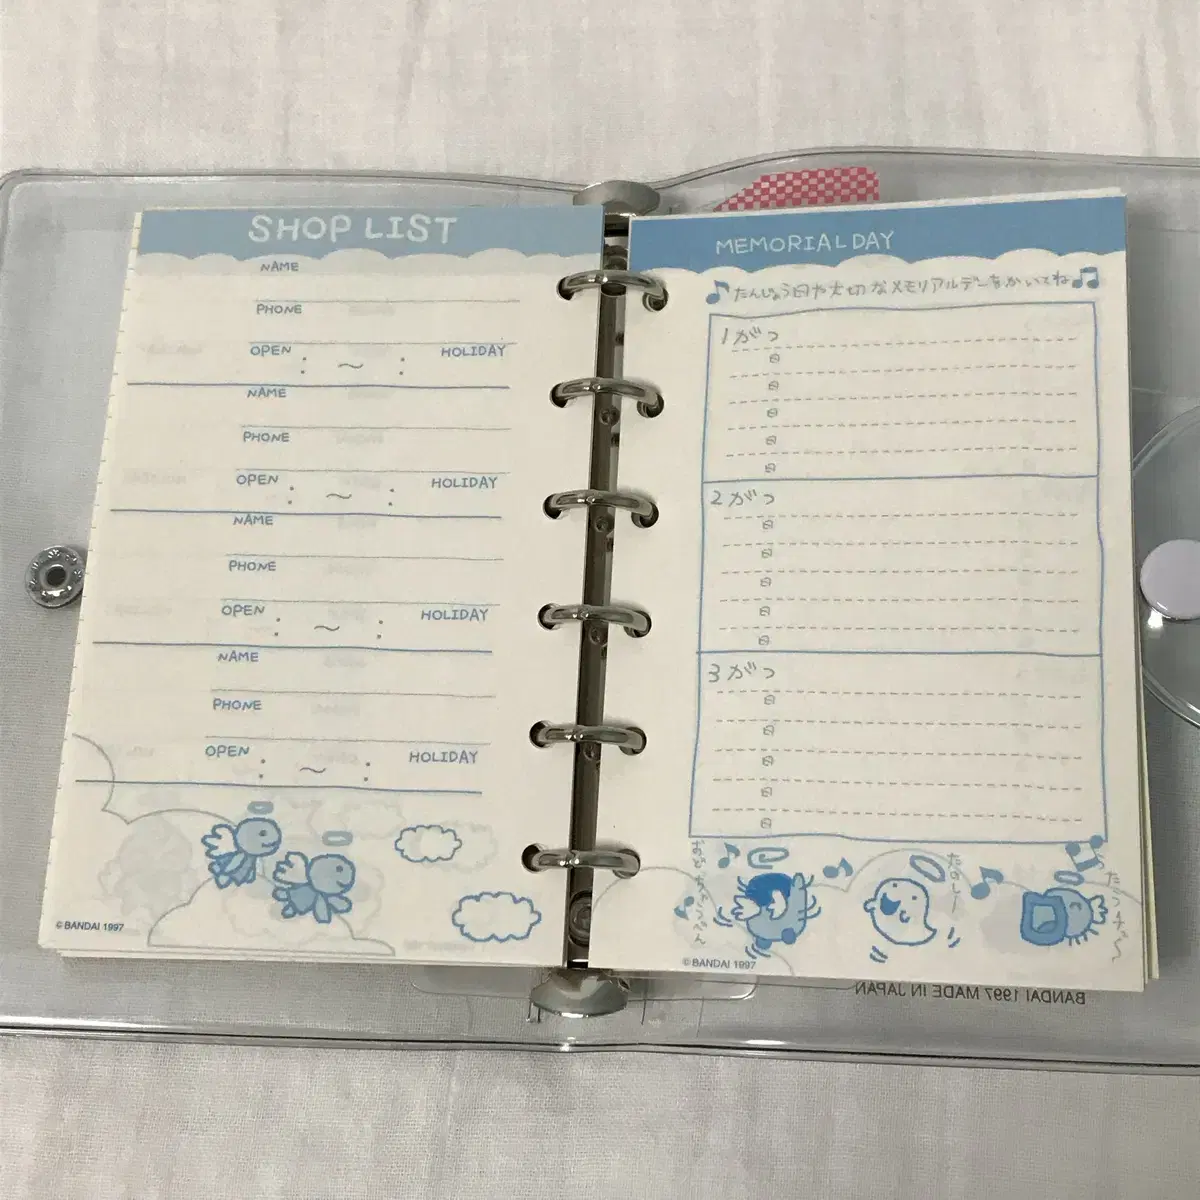 SHOP LIST
NAME
PHONE
OPEN : ~ : HOLIDAY
NAME
PHONE
OPEN : ~ : HOLIDAY
NAME
PHONE
OPEN : ~ : HOLIDAY
NAME
PHONE
OPEN : ~ : HOLIDAY
© BANDAI 1997
MEMORIAL DAY
♪たんじょう日や大切なメモリアルデーをかいてね♫
1がつ
日
日
日
日
日
2がつ
日
日
日
日
日
3がつ
日
日
日
日
日
たのしー
© BANDAI 1997
BANDAI 1997 MADE IN JAPAN